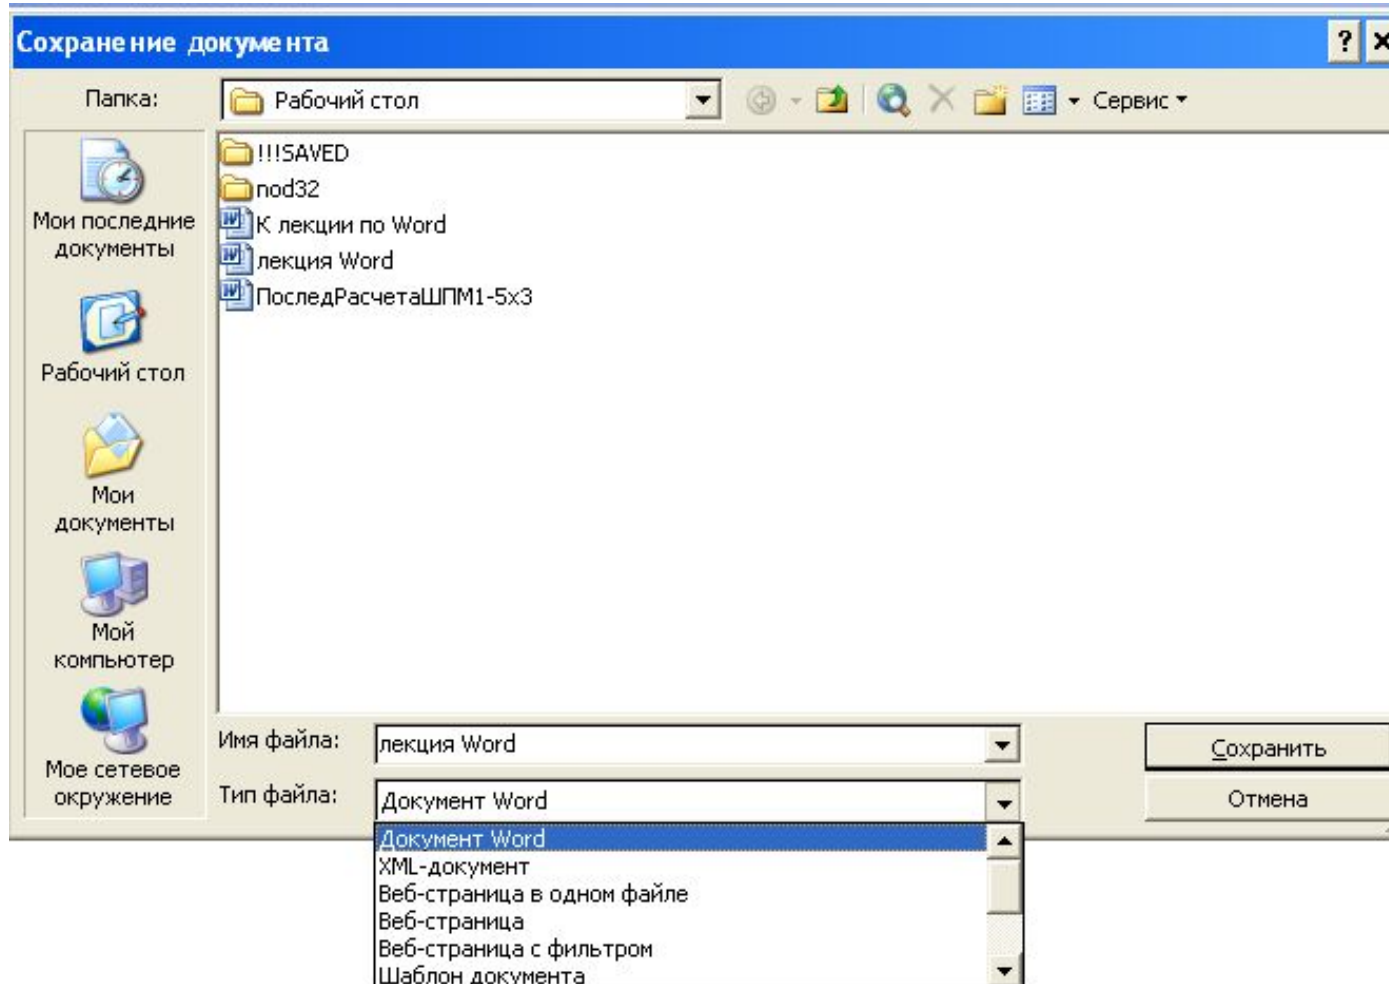 Сохранение документа
Папка:
Рабочий стол
Сервис
!!!SAVED
nod32
К лекции по Word
лекция Word
ПоследРасчетаШПМ1-5х3
Мои последние
документы
Рабочий стол
Мои
документы
Мой
компьютер
Мое сетевое
окружение
Имя файла:
лекция Word
Сохранить
Тип файла:
Документ Word
Отмена
Документ Word
XML-документ
Веб-страница в одном файле
Веб-страница
Веб-страница с фильтром
Шаблон документа